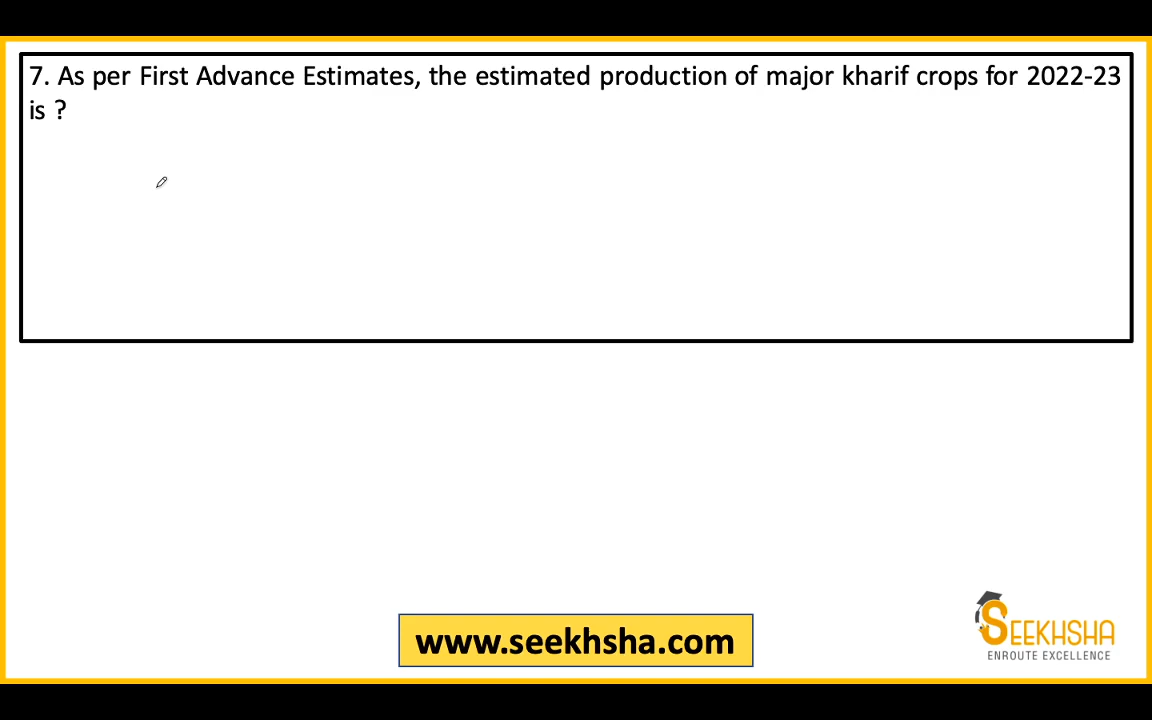 7. As per First Advance Estimates, the estimated production of major kharif crops for 2022-23
is ?
www.seekhsha.com
SEEKHSHA
ENROUTE EXCELLENCE